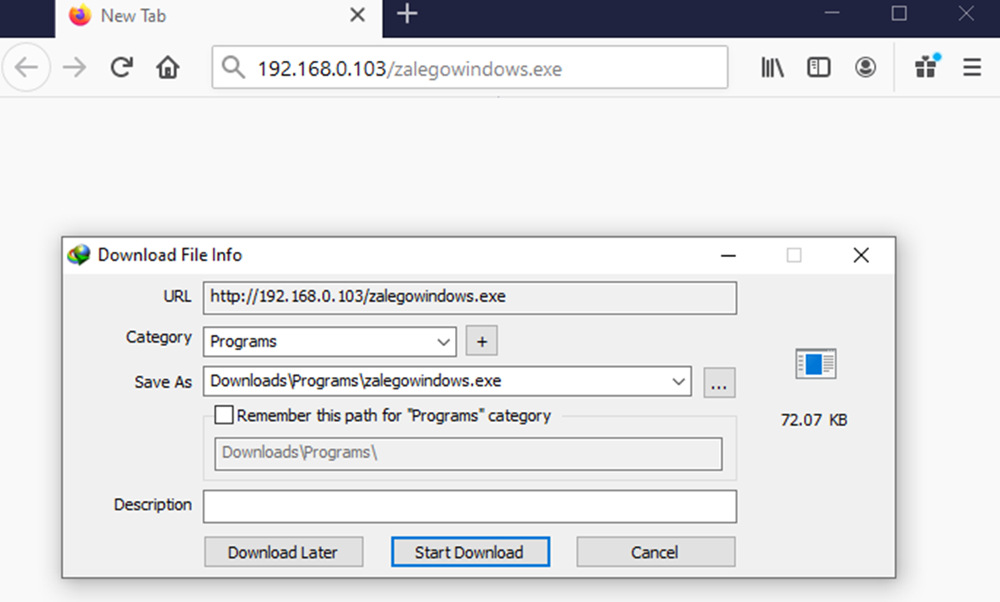 New Tab
192.168.0.103/zalegowindows.exe
Download File Info
URL http://192.168.0.103/zalegowindows.exe
Category Programs +
Save As Downloads\Programs\zalegowindows.exe ...
72.07 KB
Remember this path for "Programs" category
Downloads\Programs\
Description
Download Later Start Download Cancel